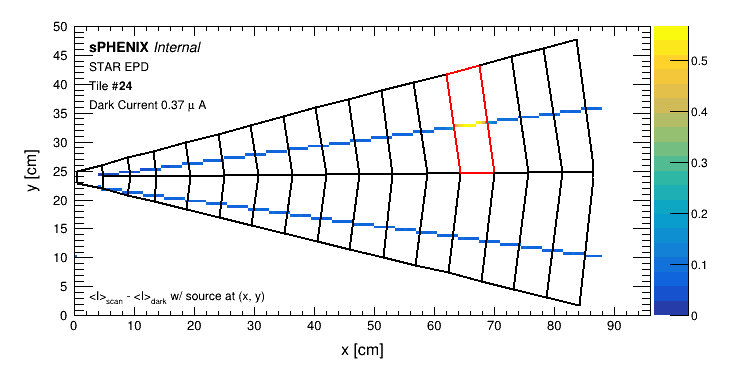 50
45
40
35
30
25
20
15
10
5
0
y [cm]
sPHENIX Internal
STAR EPD
Tile #24
Dark Current 0.37 μ A
<I>scan - <I>dark w/ source at (x, y)
0 10 20 30 40 50 60 70 80 90
x [cm]
0.5
0.4
0.3
0.2
0.1
0